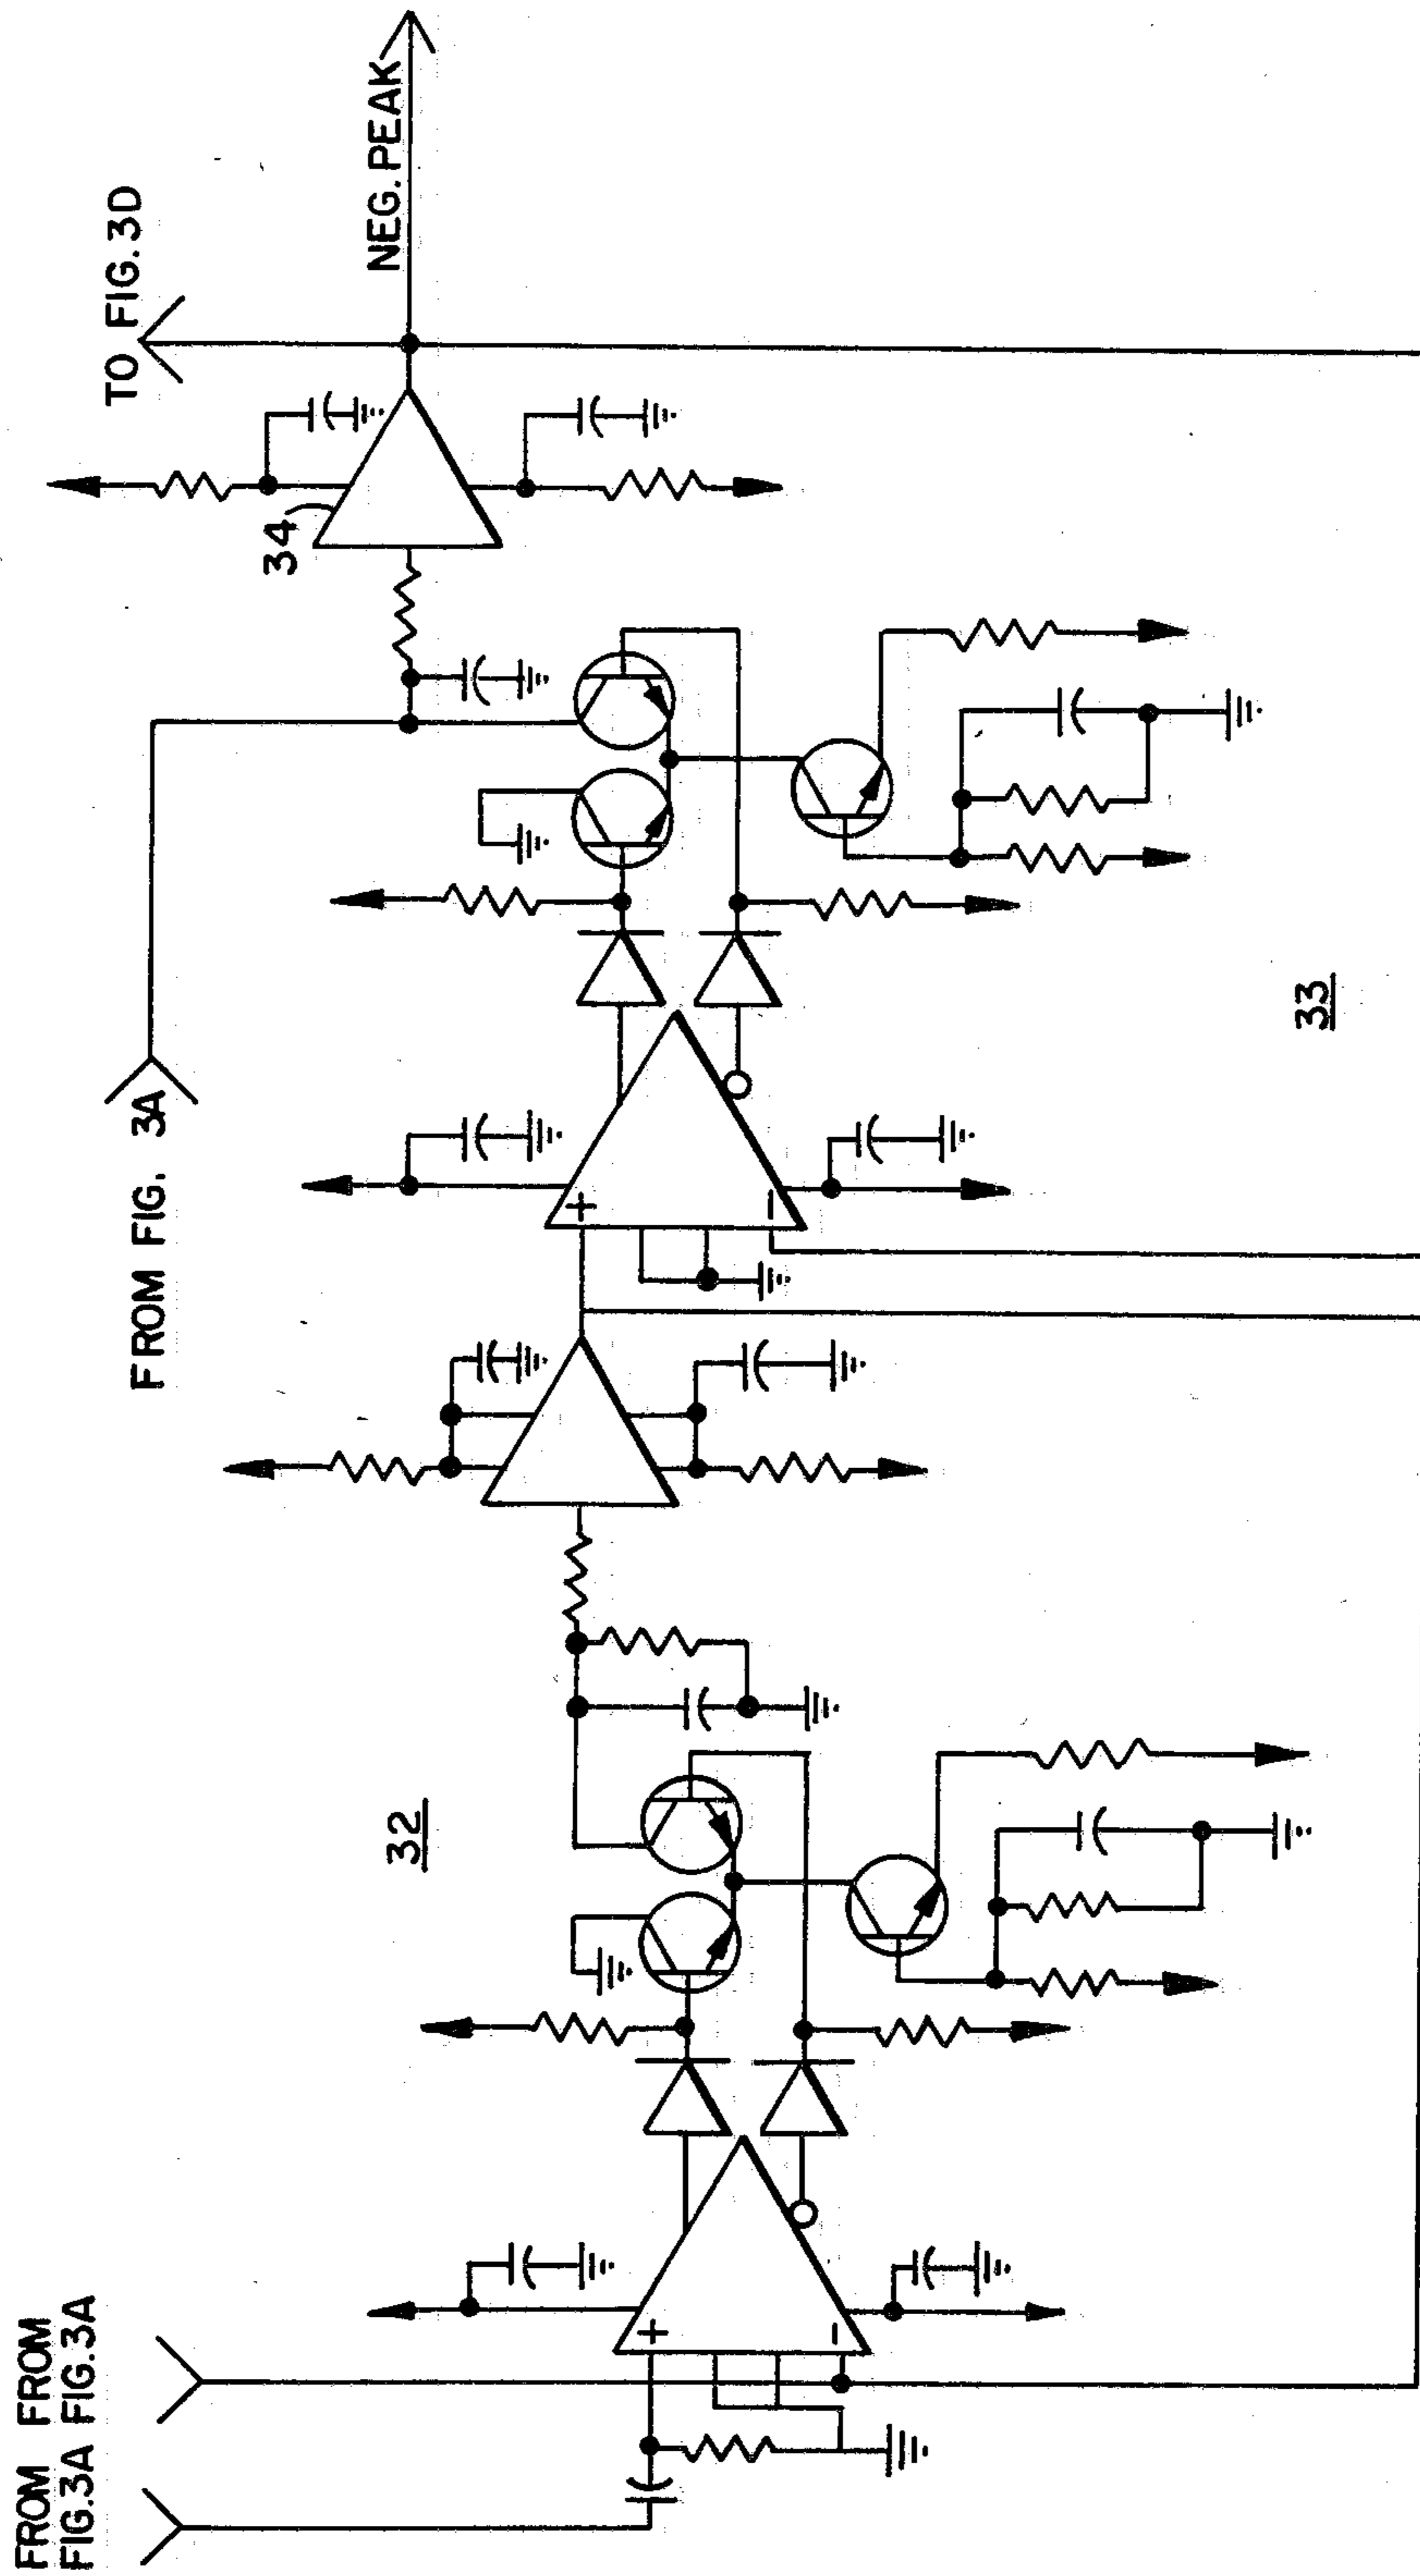 TO FIG. 3D
NEG. PEAK
34
FROM FIG. 3A
33
32
+
−
+
−
FROM FROM
FIG.3A FIG.3A